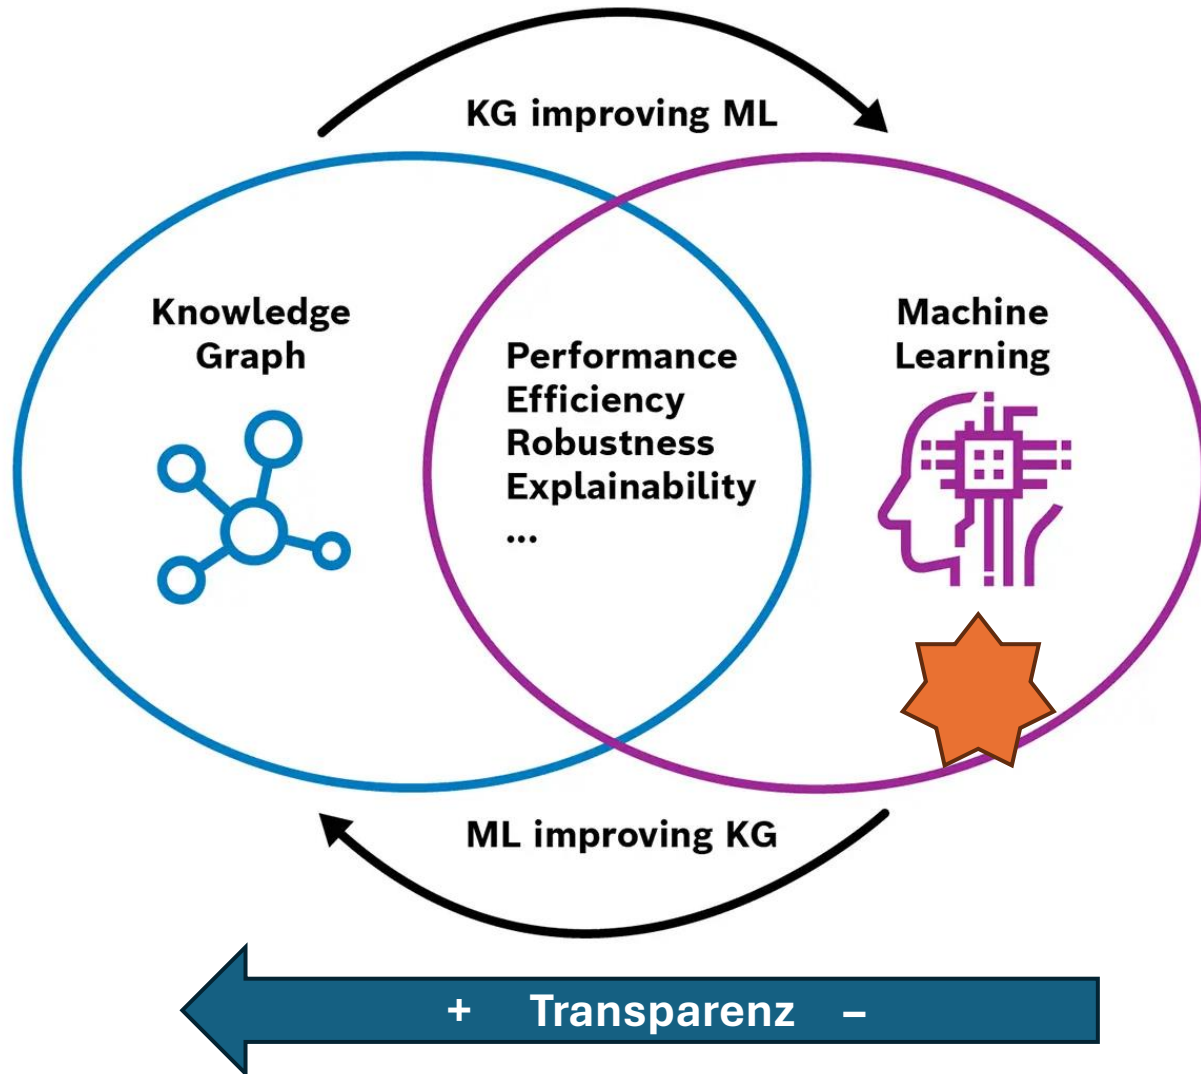 KG improving ML
Knowledge
Graph
Performance
Efficiency
Robustness
Explainability
...
Machine
Learning
ML improving KG
+ Transparenz –